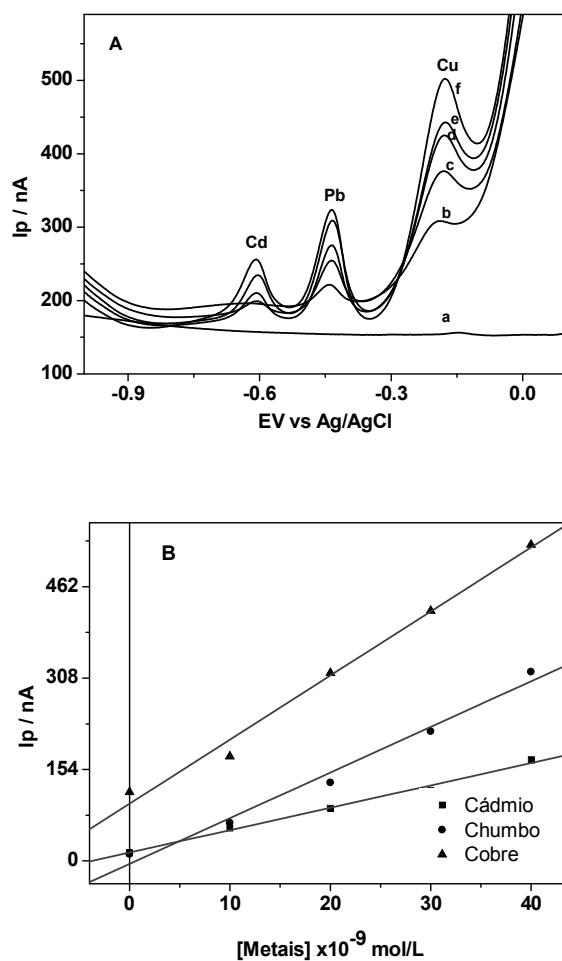 A
Cu
f
e
d
c
b
Pb
Cd
a
500
400
300
200
100
Ip / nA
-0.9 -0.6 -0.3 0.0
EV vs Ag/AgCl
B
462
308
154
0
Ip / nA
Cádmio
Chumbo
Cobre
0 10 20 30 40
[Metais] x10-9 mol/L